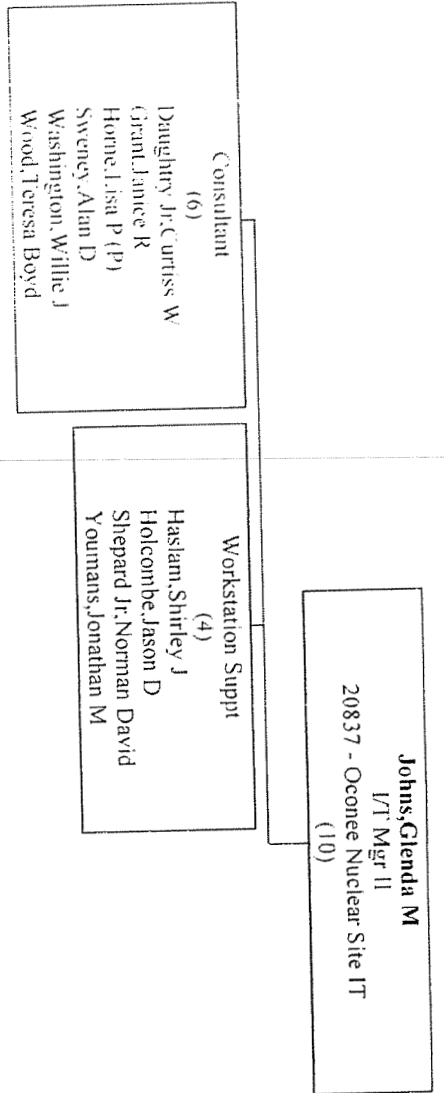 Johns,Glenda M
I/T Mgr II
20837 - Oconee Nuclear Site IT
(10)
Consultant
(6)
Daughtry Jr,Curtiss W
Grant,Janice R
Horne,Lisa P (P)
Sweney,Alan D
Washington,Willie J
Wood,Teresa Boyd
Workstation Suppt
(4)
Haslam,Shirley J
Holcombe,Jason D
Shepard Jr,Norman David
Youmans,Jonathan M